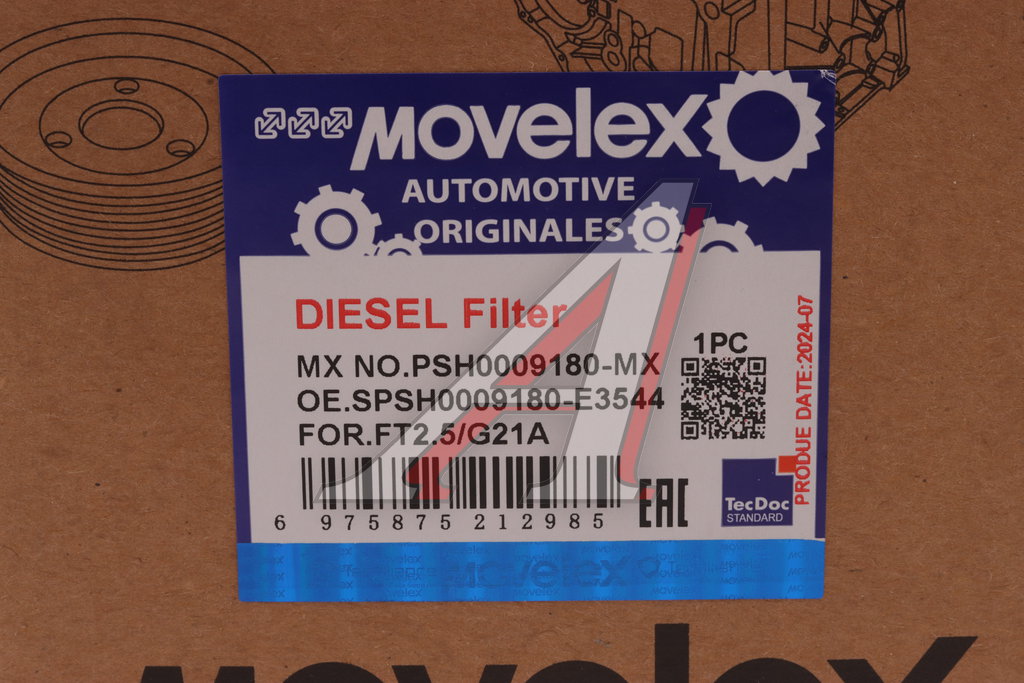 movelex
AUTOMOTIVE
ORIGINALES
DIESEL Filter
MX NO.PSH0009180-MX
OE.SPSH0009180-E3544
FOR.FT2.5/G21A
1PC
PRODUE DATE:2024-07
6 975875 212985
EAC
TecDoc
STANDARD
movelex
movelex